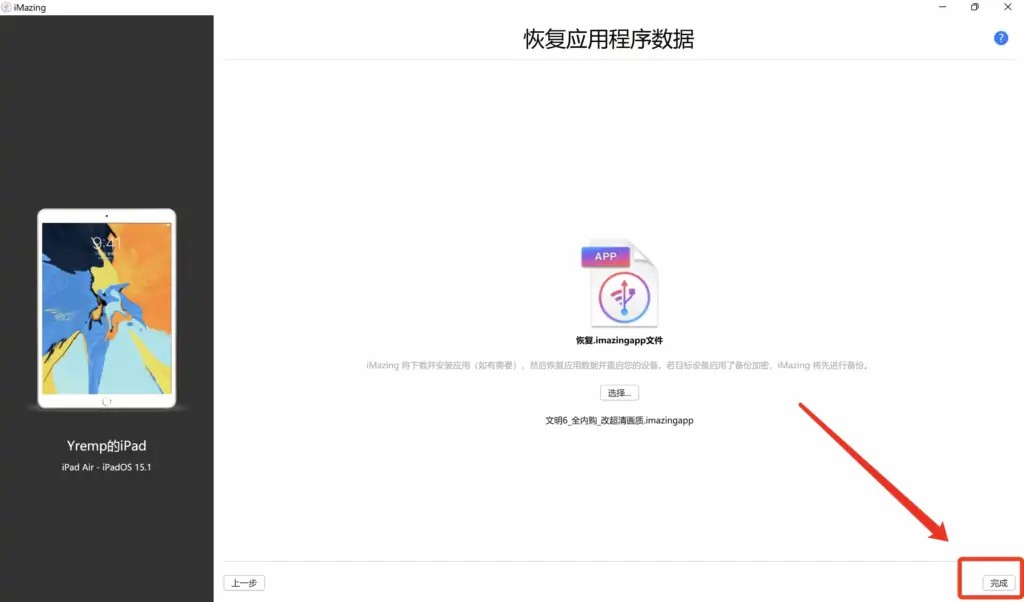 iMazing
恢复应用程序数据
?
9:41
APP
恢复.imazingapp文件
iMazing 将下载并安装应用（如有需要），然后恢复应用数据并重启您的设备。若目标设备启用了备份加密，iMazing 将先进行备份。
选择...
文明6_全内购_改超清画质.imazingapp
Yremp的iPad
iPad Air - iPadOS 15.1
上一步
完成